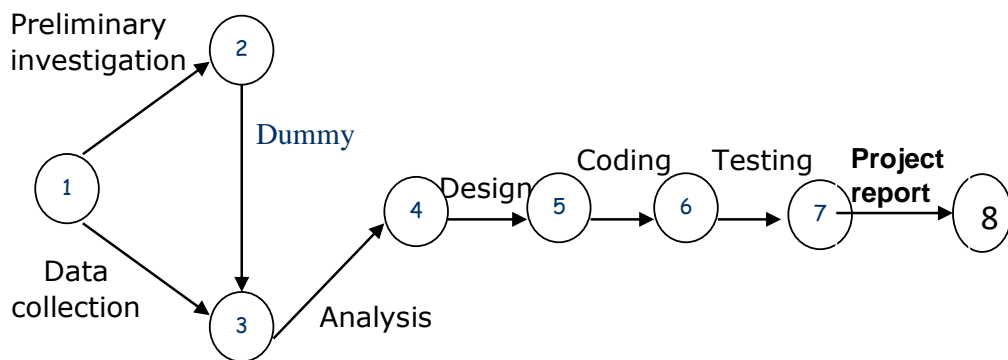 Preliminary
investigation
2
Dummy
1
Data
collection
3
Analysis
4
Design
5
Coding
6
Testing
7
Project
report
8